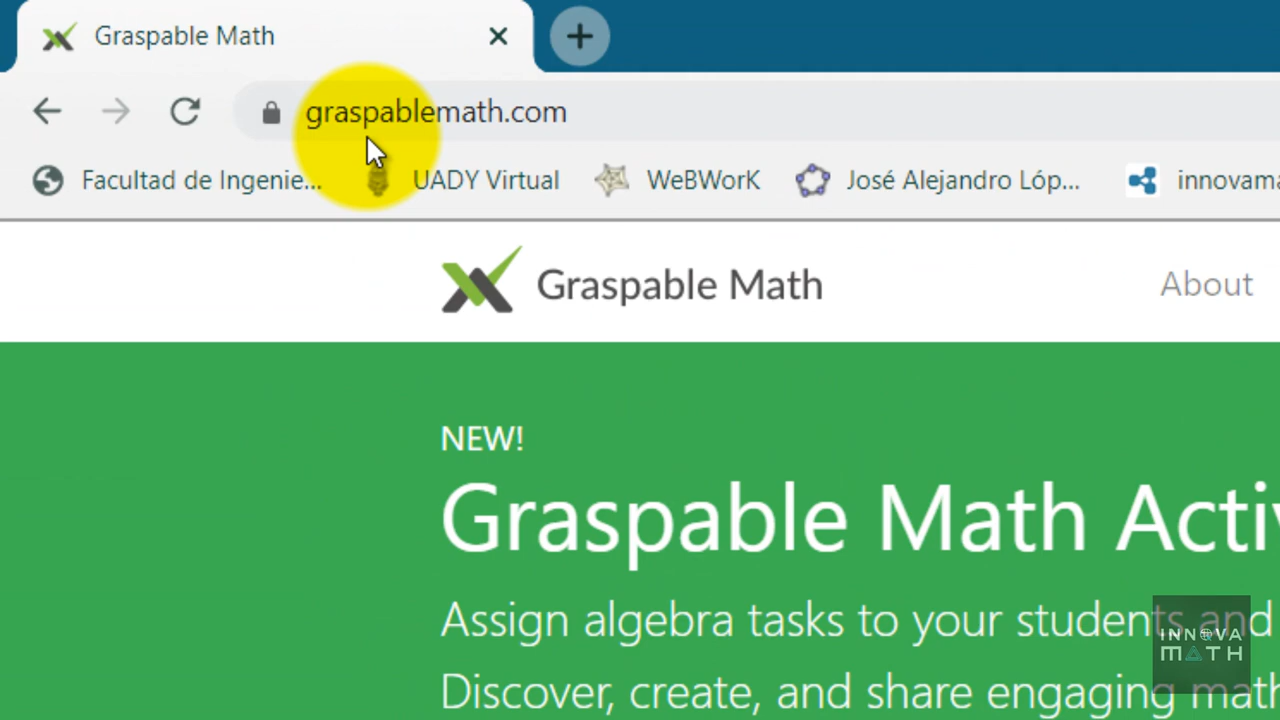 Graspable Math
graspablemath.com
Facultad de Ingenie... UADY Virtual WeBWorK José Alejandro Lóp... innovama
Graspable Math About
NEW!
Graspable Math Activ
Assign algebra tasks to your students and
Discover, create, and share engaging math
INNOVA
MATH